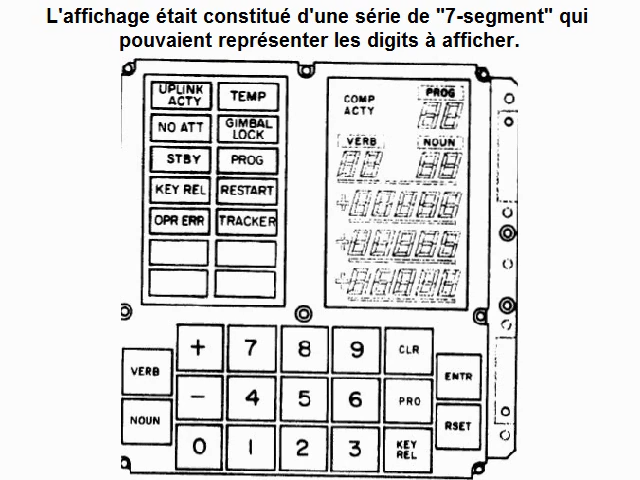 L'affichage était constitué d'une série de "7-segment" qui
pouvaient représenter les digits à afficher.
UPLINK
ACTY
TEMP
NO ATT
GIMBAL
LOCK
STBY
PROG
KEY REL
RESTART
OPR ERR
TRACKER
COMP
ACTY
PROG
VERB
NOUN
VERB
NOUN
+ 7 8 9
- 4 5 6
0 1 2 3
CLR
PRO
KEY
REL
ENTR
RSET